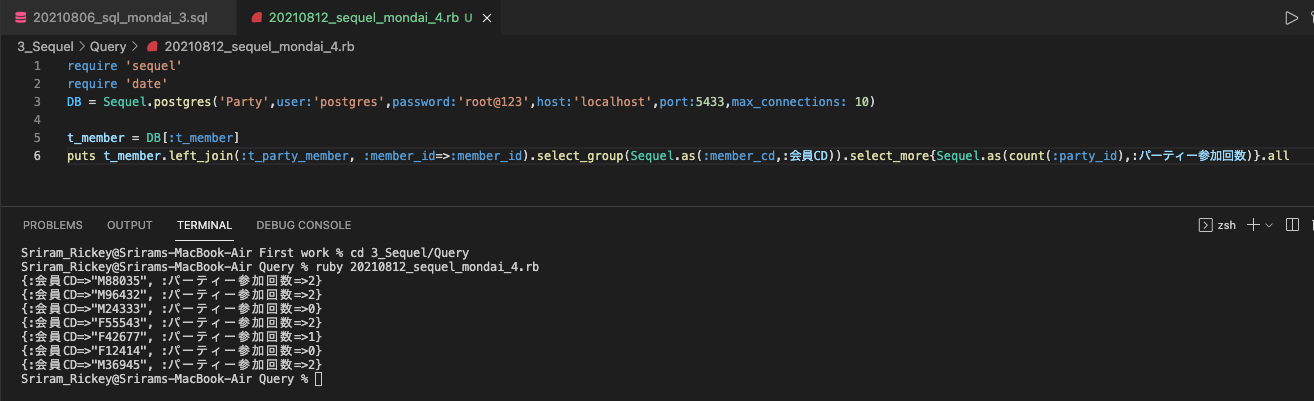 20210806_sql_mondai_3.sql
20210812_sequel_mondai_4.rb U
3_Sequel > Query > 20210812_sequel_mondai_4.rb
1 require 'sequel'
2 require 'date'
3 DB = Sequel.postgres('Party',user:'postgres',password:'root@123',host:'localhost',port:5433,max_connections: 10)
4
5 t_member = DB[:t_member]
6 puts t_member.left_join(:t_party_member, :member_id=>:member_id).select_group(Sequel.as(:member_cd,:会員CD)).select_more{Sequel.as(count(:party_id),:パーティー参加回数)}.all
PROBLEMS OUTPUT TERMINAL DEBUG CONSOLE zsh
Sriram_Rickey@Srirams-MacBook-Air First work % cd 3_Sequel/Query
Sriram_Rickey@Srirams-MacBook-Air Query % ruby 20210812_sequel_mondai_4.rb
{:会員CD=>"M88035", :パーティー参加回数=>2}
{:会員CD=>"M96432", :パーティー参加回数=>2}
{:会員CD=>"M24333", :パーティー参加回数=>0}
{:会員CD=>"F55543", :パーティー参加回数=>2}
{:会員CD=>"F42677", :パーティー参加回数=>1}
{:会員CD=>"F12414", :パーティー参加回数=>0}
{:会員CD=>"M36945", :パーティー参加回数=>2}
Sriram_Rickey@Srirams-MacBook-Air Query %